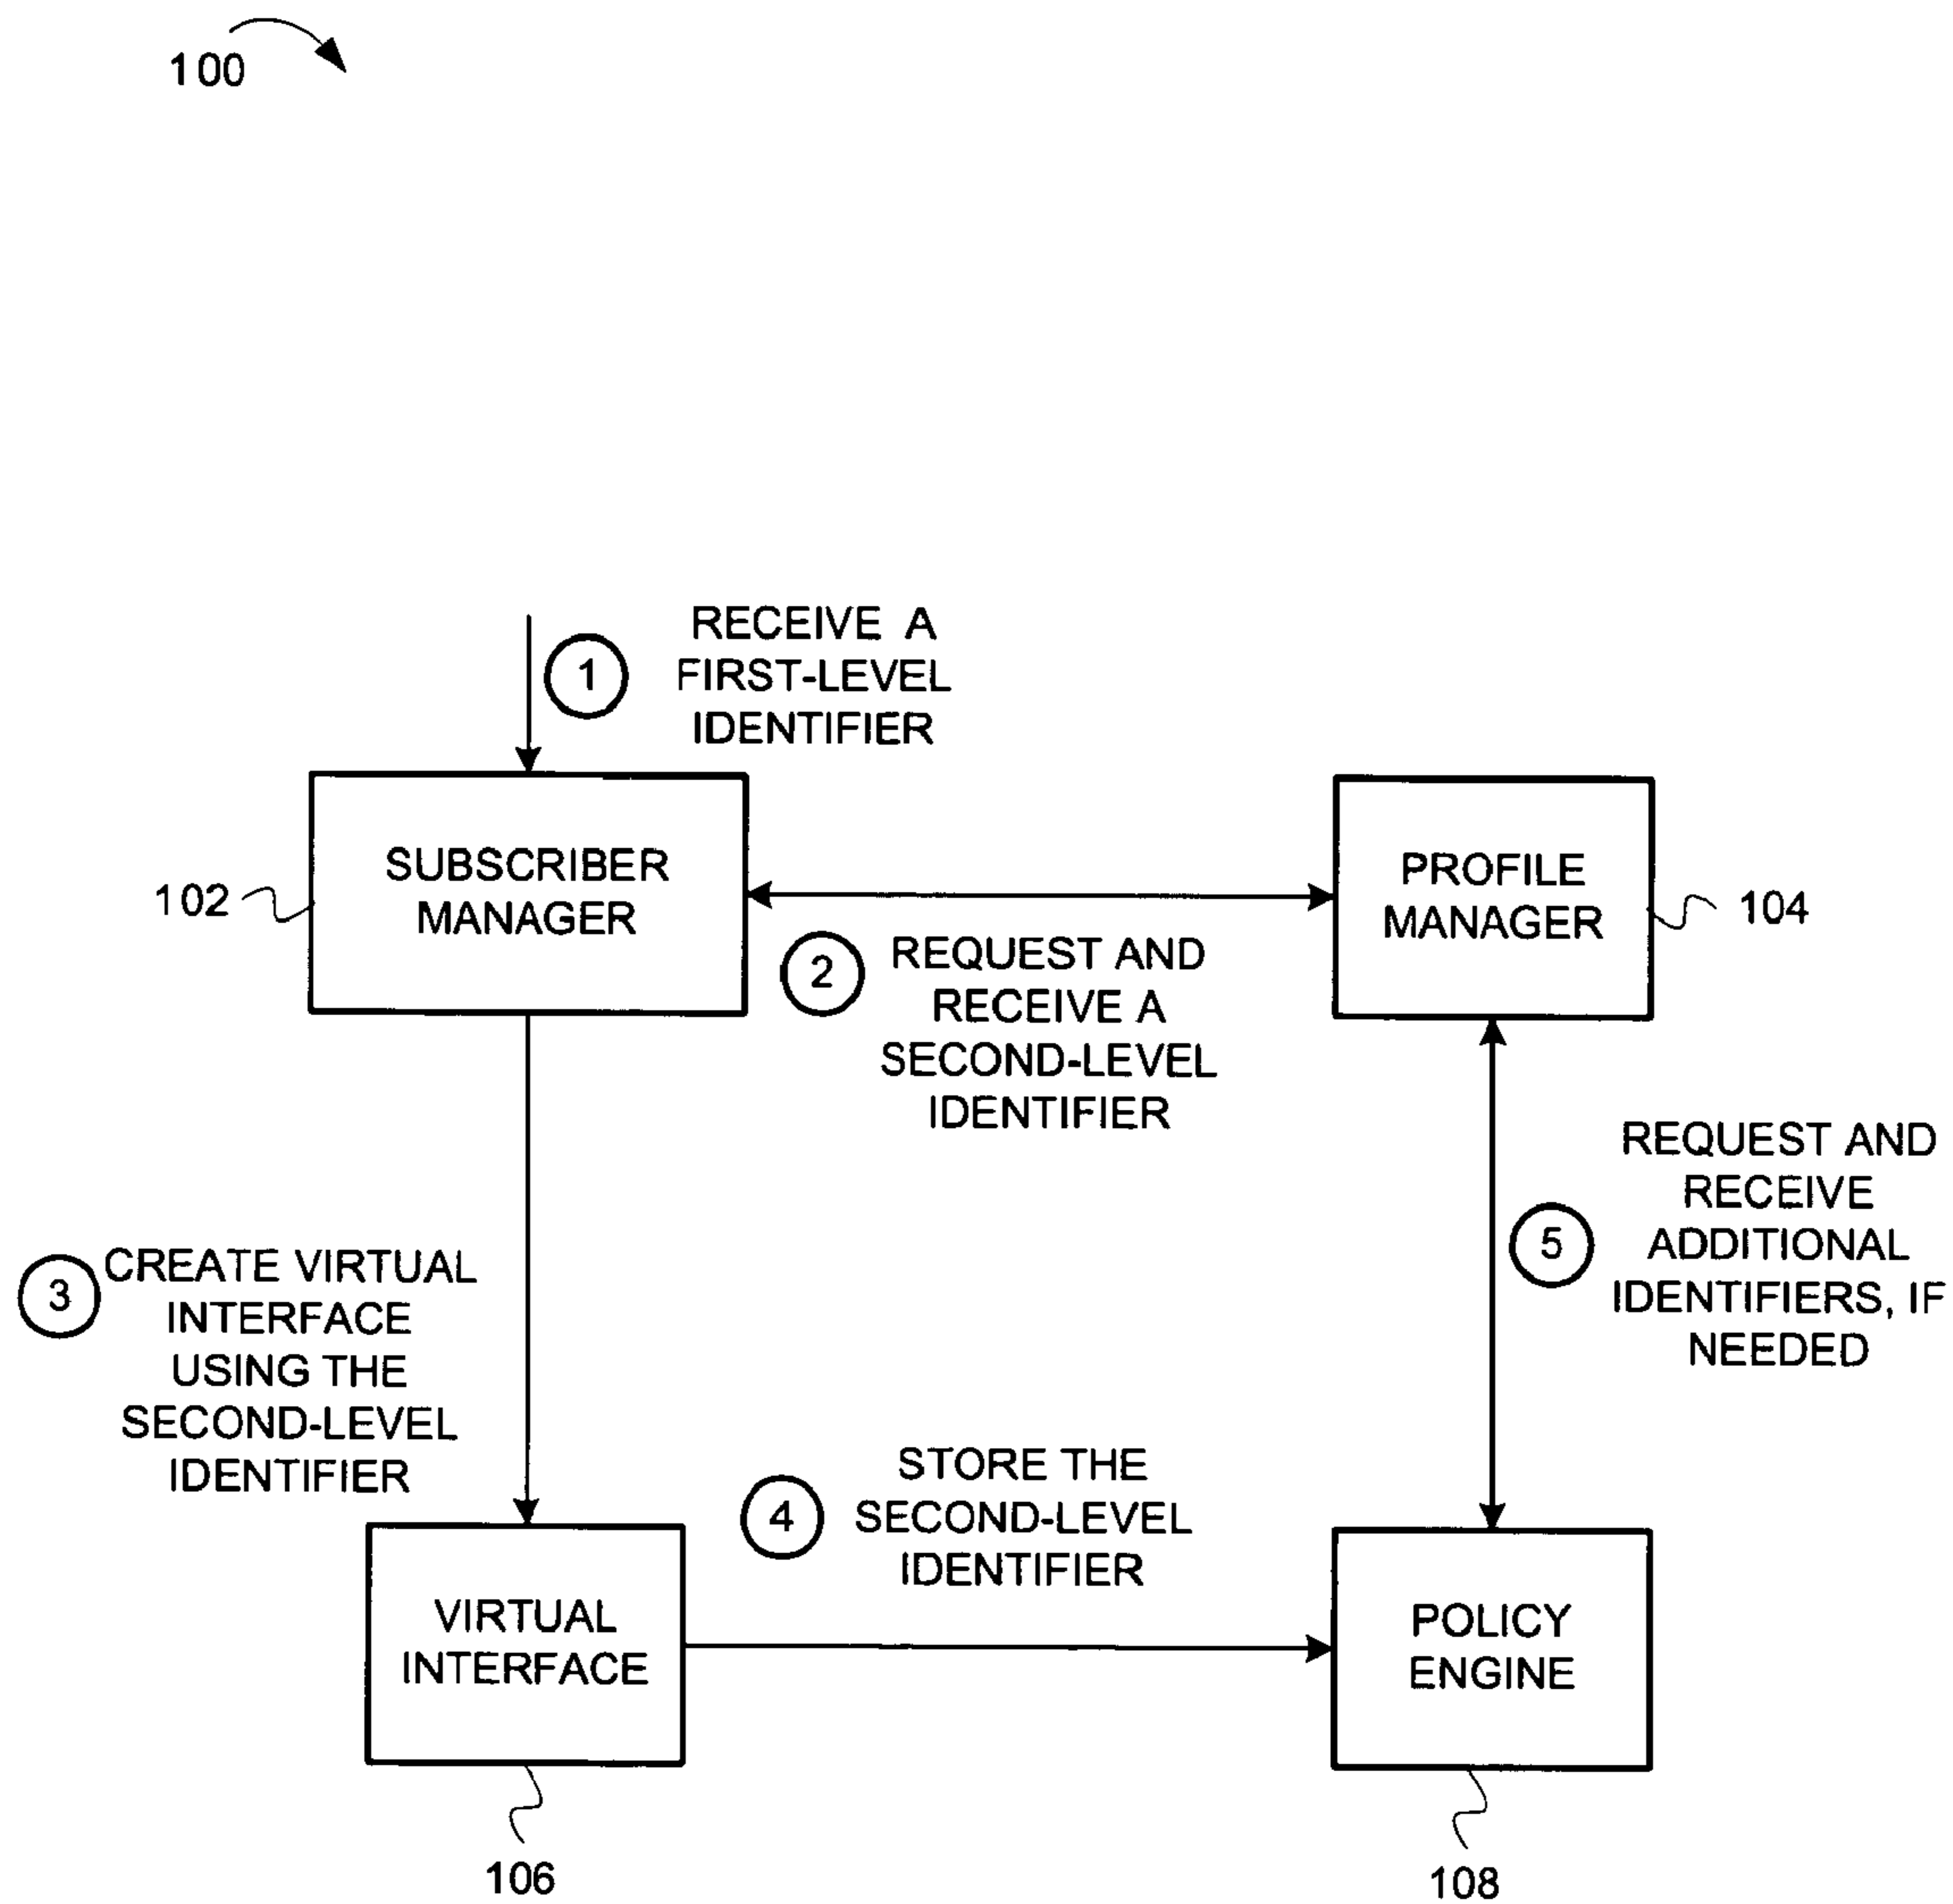 100
1
RECEIVE A
FIRST-LEVEL
IDENTIFIER
SUBSCRIBER
MANAGER
102
PROFILE
MANAGER
104
2
REQUEST AND
RECEIVE A
SECOND-LEVEL
IDENTIFIER
3
CREATE VIRTUAL
INTERFACE
USING THE
SECOND-LEVEL
IDENTIFIER
5
REQUEST AND
RECEIVE
ADDITIONAL
IDENTIFIERS, IF
NEEDED
4
STORE THE
SECOND-LEVEL
IDENTIFIER
VIRTUAL
INTERFACE
106
POLICY
ENGINE
108